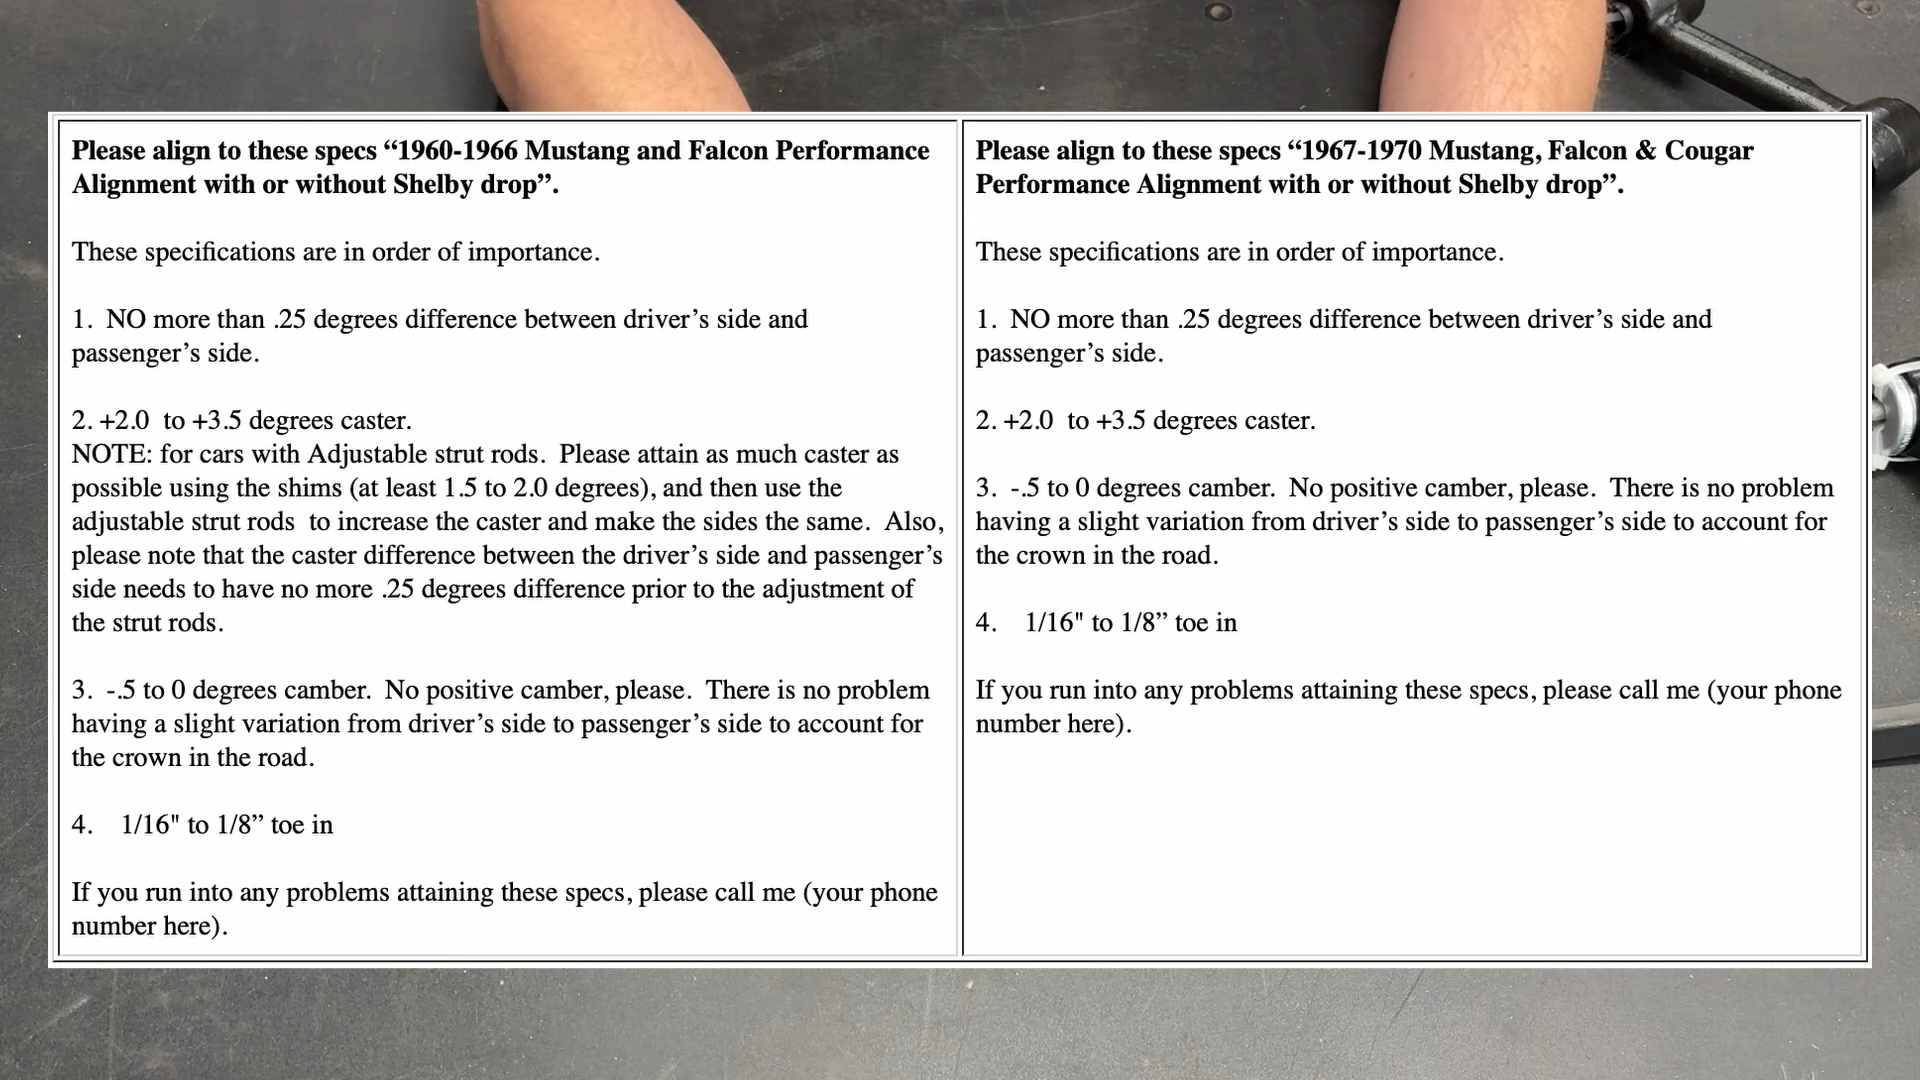 Please align to these specs “1960-1966 Mustang and Falcon Performance
Alignment with or without Shelby drop”.
These specifications are in order of importance.
1.  NO more than .25 degrees difference between driver’s side and
passenger’s side.
2. +2.0  to +3.5 degrees caster.
NOTE: for cars with Adjustable strut rods.  Please attain as much caster as
possible using the shims (at least 1.5 to 2.0 degrees), and then use the
adjustable strut rods  to increase the caster and make the sides the same.  Also,
please note that the caster difference between the driver’s side and passenger’s
side needs to have no more .25 degrees difference prior to the adjustment of
the strut rods.
3.  -.5 to 0 degrees camber.  No positive camber, please.  There is no problem
having a slight variation from driver’s side to passenger’s side to account for
the crown in the road.
4.    1/16" to 1/8” toe in
If you run into any problems attaining these specs, please call me (your phone
number here).
Please align to these specs “1967-1970 Mustang, Falcon & Cougar
Performance Alignment with or without Shelby drop”.
These specifications are in order of importance.
1.  NO more than .25 degrees difference between driver’s side and
passenger’s side.
2. +2.0  to +3.5 degrees caster.
3.  -.5 to 0 degrees camber.  No positive camber, please.  There is no problem
having a slight variation from driver’s side to passenger’s side to account for
the crown in the road.
4.    1/16" to 1/8” toe in
If you run into any problems attaining these specs, please call me (your phone
number here).